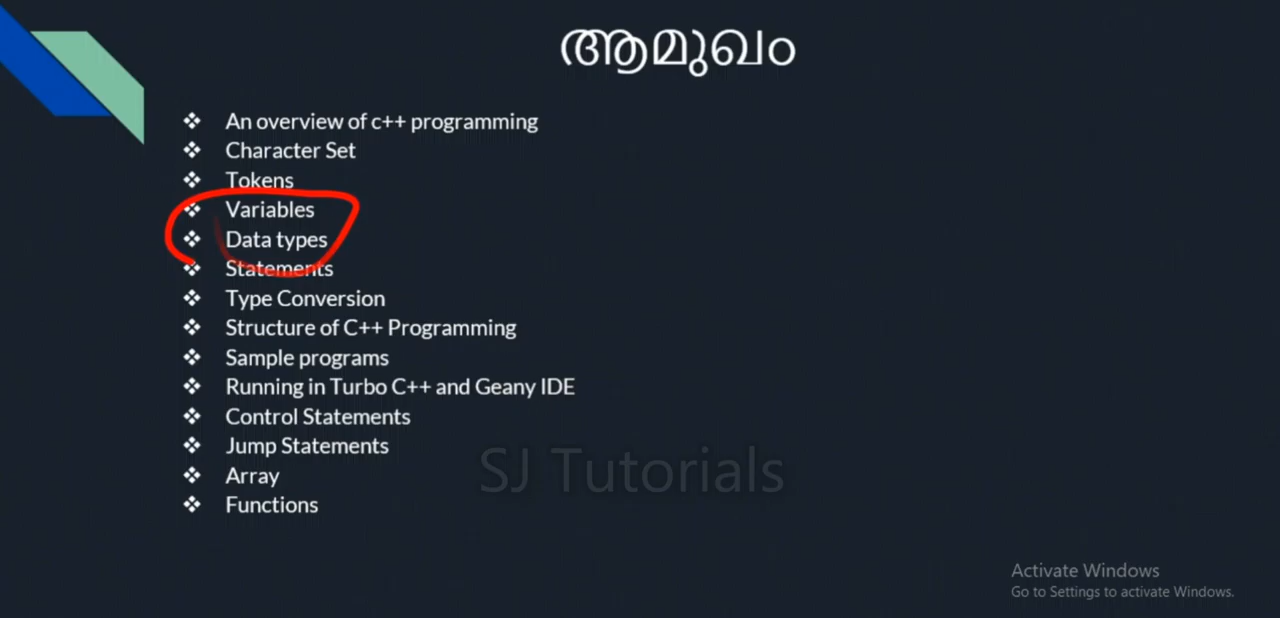 ആമുഖം
An overview of c++ programming
Character Set
Tokens
Variables
Data types
Statements
Type Conversion
Structure of C++ Programming
Sample programs
Running in Turbo C++ and Geany IDE
Control Statements
Jump Statements
Array
Functions
SJ Tutorials
Activate Windows
Go to Settings to activate Windows.